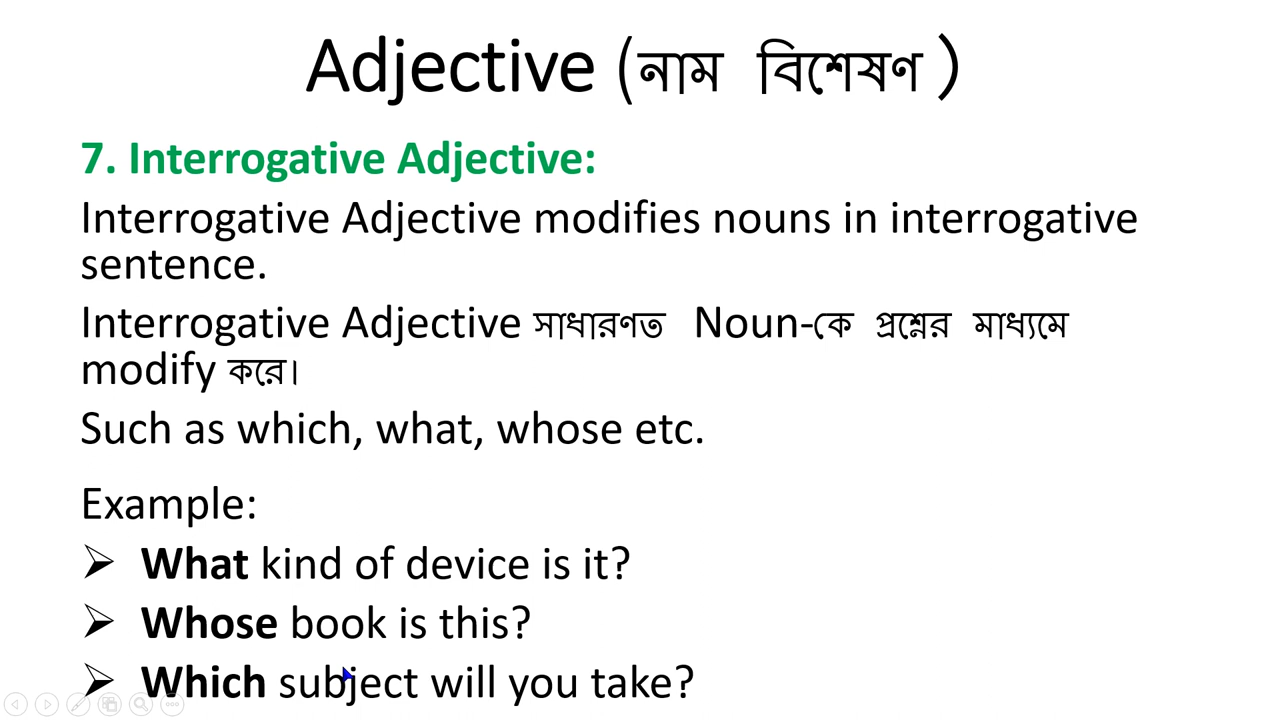 Adjective (নাম বিশেষণ )
7. Interrogative Adjective:
Interrogative Adjective modifies nouns in interrogative
sentence.
Interrogative Adjective সাধারণত Noun-কে প্রশ্নের মাধ্যমে
modify করে।
Such as which, what, whose etc.
Example:
➢ What kind of device is it?
➢ Whose book is this?
➢ Which subject will you take?